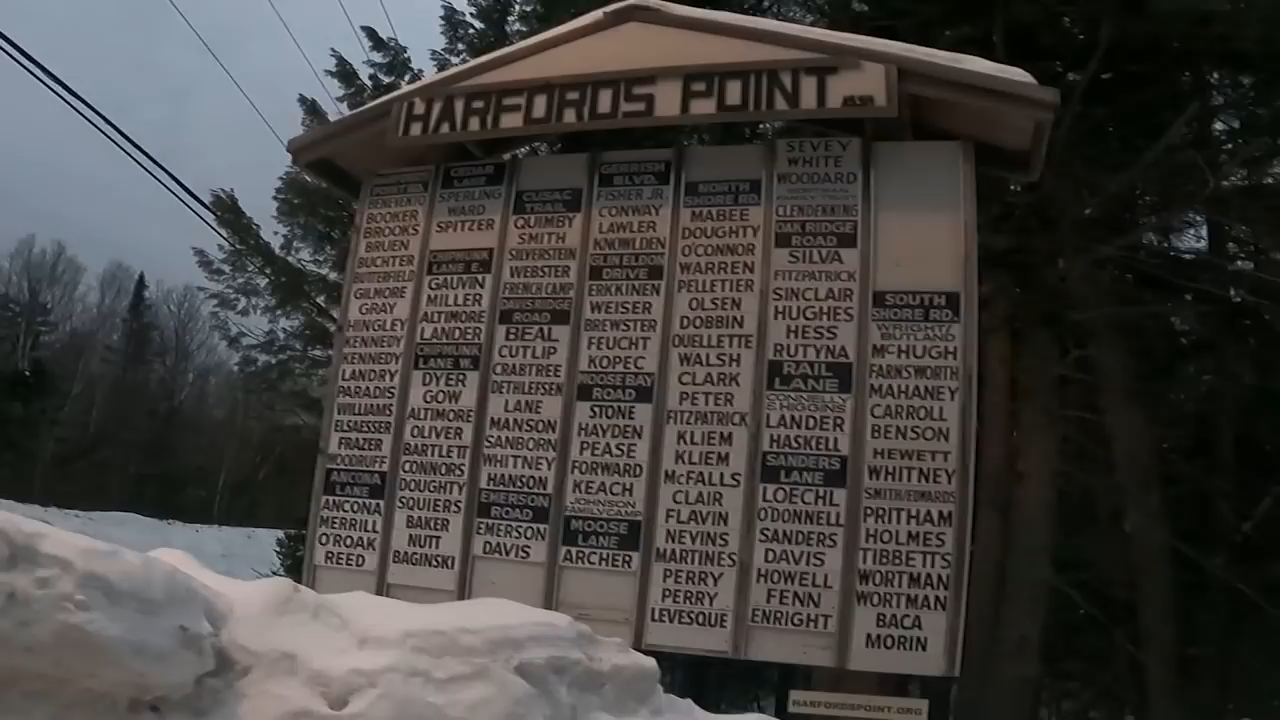 HARFORDS POINT
BENEVENTO
BOOKER
BROOKS
BRUEN
BUCHTER
BUTTERFIELD
GILMORE
GRAY
HINGLEY
KENNEDY
KENNEDY
LANDRY
PARADIS
WILLIAMS
ELSAESSER
FRAZER
WOODRUFF
ANCONA
LANE
ANCONA
MERRILL
O'ROAK
REED
CEDAR
LANE
SPERLING
WARD
SPITZER
CHIPMUNK
LANE E.
GAUVIN
MILLER
ALTIMORE
LANDER
CHIPMUNK
LANE W.
DYER
GOW
ALTIMORE
OLIVER
BARTLETT
CONNORS
DOUGHTY
SQUIERS
BAKER
NUTT
BAGINSKI
CUSAC
TRAIL
QUIMBY
SMITH
SILVERSTEIN
WEBSTER
FRENCH CAMP
DAVIS RIDGE
ROAD
BEAL
CUTLIP
CRABTREE
DETHLEFSEN
LANE
MANSON
SANBORN
WHITNEY
HANSON
EMERSON
ROAD
EMERSON
DAVIS
GERRISH
BLVD.
FISHER JR
CONWAY
LAWLER
KNOWLDEN
GLIN ELDON
DRIVE
ERKKINEN
WEISER
BREWSTER
FEUCHT
KOPEC
MOOSE BAY
ROAD
STONE
HAYDEN
PEASE
FORWARD
KEACH
JOHNSON
FAMILY CAMP
MOOSE
LANE
ARCHER
NORTH
SHORE RD.
MABEE
DOUGHTY
O'CONNOR
WARREN
PELLETIER
OLSEN
DOBBIN
OUELLETTE
WALSH
CLARK
PETER
FITZPATRICK
KLIEM
KLIEM
McFALLS
CLAIR
FLAVIN
NEVINS
MARTINES
PERRY
PERRY
LEVESQUE
SEVEY
WHITE
WOODARD
WORTMAN
FAMILY TRUST
CLENDENNING
OAK RIDGE
ROAD
SILVA
FITZPATRICK
SINCLAIR
HUGHES
HESS
RUTYNA
RAIL
LANE
CONNELLY
& HIGGINS
LANDER
HASKELL
SANDERS
LANE
LOECHL
O'DONNELL
SANDERS
DAVIS
HOWELL
FENN
ENRIGHT
SOUTH
SHORE RD.
WRIGHT/
BUTLAND
McHUGH
FARNSWORTH
MAHANEY
CARROLL
BENSON
HEWETT
WHITNEY
SMITH/EDWARDS
PRITHAM
HOLMES
TIBBETTS
WORTMAN
WORTMAN
BACA
MORIN
HARFORDSPOINT.ORG